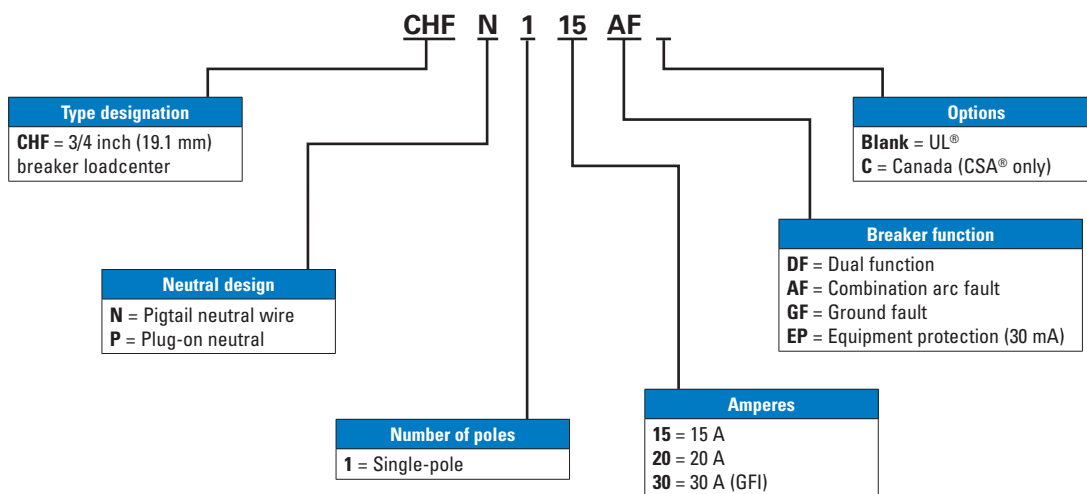 CHF N 1 15 AF
Type designation
CHF = 3/4 inch (19.1 mm)
breaker loadcenter
Options
Blank = UL®
C = Canada (CSA® only)
Breaker function
DF = Dual function
AF = Combination arc fault
GF = Ground fault
EP = Equipment protection (30 mA)
Neutral design
N = Pigtail neutral wire
P = Plug-on neutral
Amperes
15 = 15 A
20 = 20 A
30 = 30 A (GFI)
Number of poles
1 = Single-pole